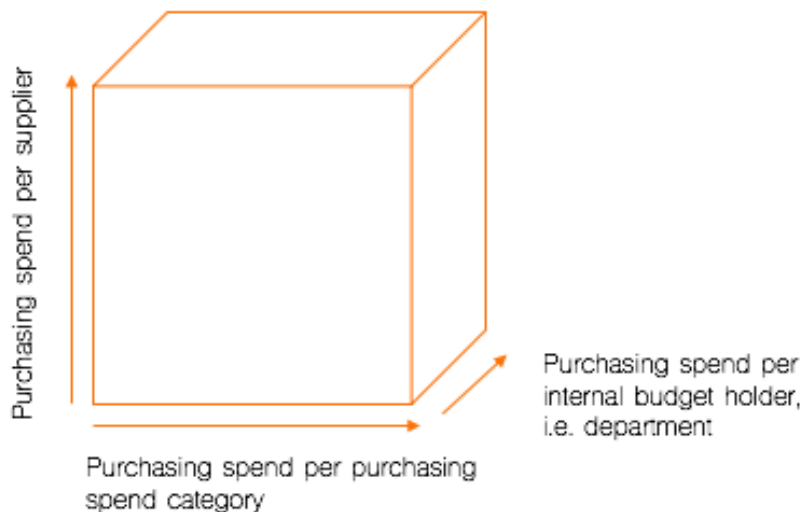 Purchasing spend per supplier
Purchasing spend per
internal budget holder,
i.e. department
Purchasing spend per purchasing
spend category